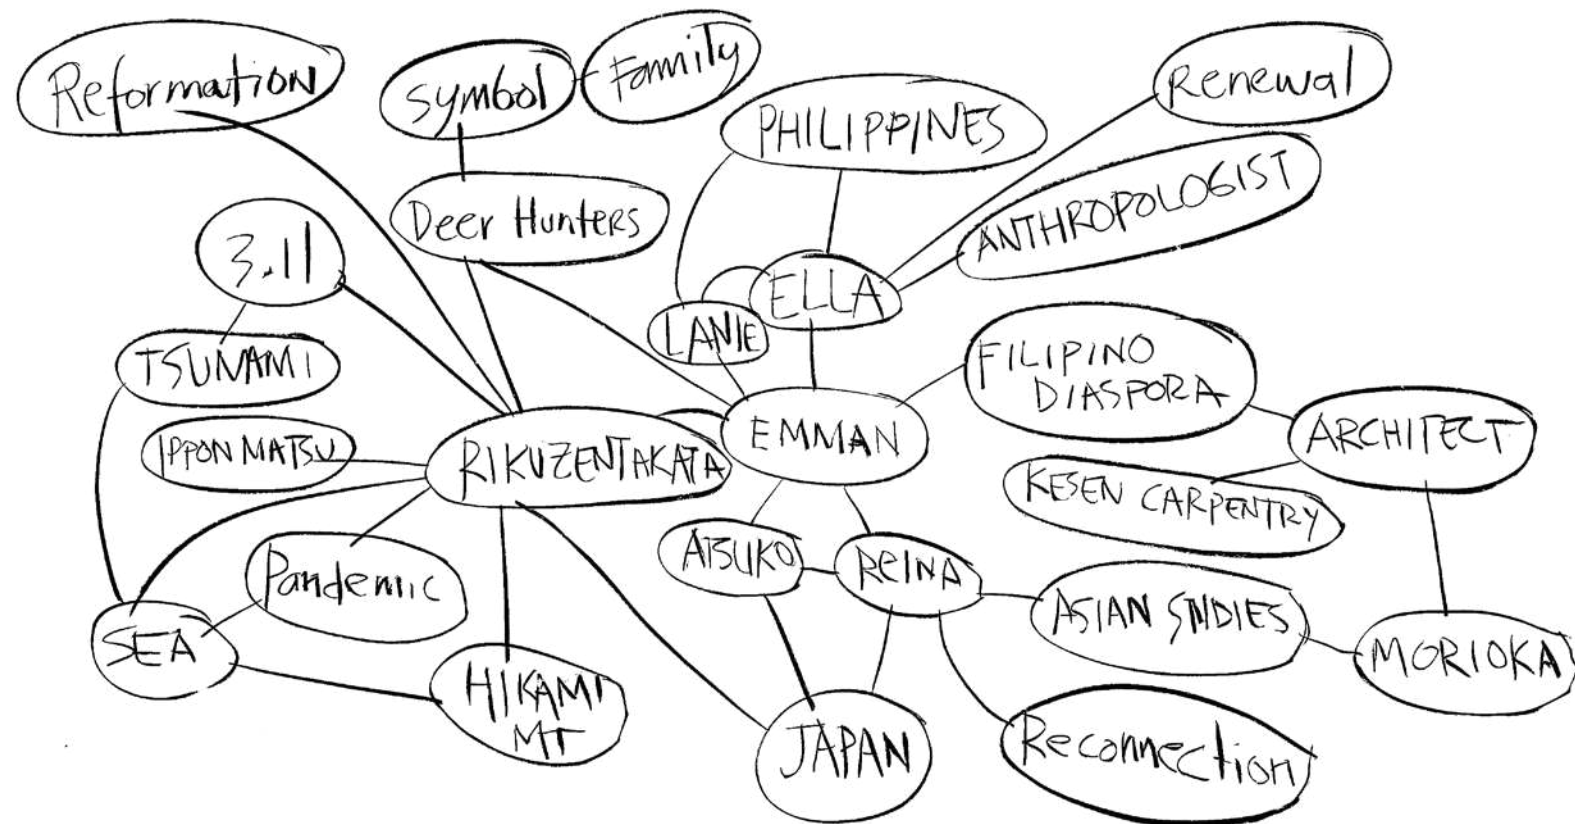 Reformation
symbol
Family
PHILIPPINES
Renewal
ANTHROPOLOGIST
Deer Hunters
3.11
ELLA
LANIE
TSUNAMI
FILIPINO
DIASPORA
ARCHITECT
IPPON MATSU
RIKUZENTAKATA
EMMAN
KESEN CARPENTRY
ATSUKO
REINA
Pandemic
ASIAN STUDIES
SEA
MORIOKA
HIKAMI
MT
JAPAN
Reconnection